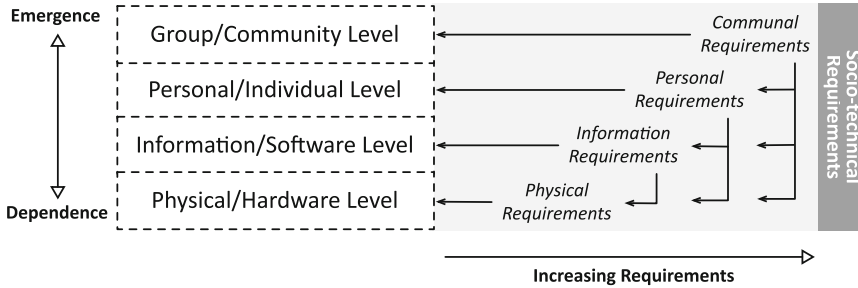 Emergence
Group/Community Level
Communal
Requirements
Personal/Individual Level
Personal
Requirements
Information/Software Level
Information
Requirements
Physical/Hardware Level
Physical
Requirements
Dependence
Socio-technical
Requirements
Increasing Requirements